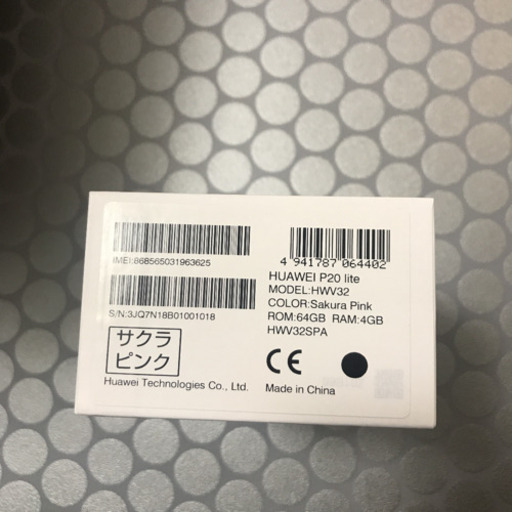 IMEI:868565031963625
S/N:3JQ7N18B01001018
サクラ
ピンク
Huawei Technologies Co., Ltd.
4 941787 064402
HUAWEI P20 lite
MODEL:HWV32
COLOR:Sakura Pink
ROM:64GB RAM:4GB
HWV32SPA
CE
Made in China